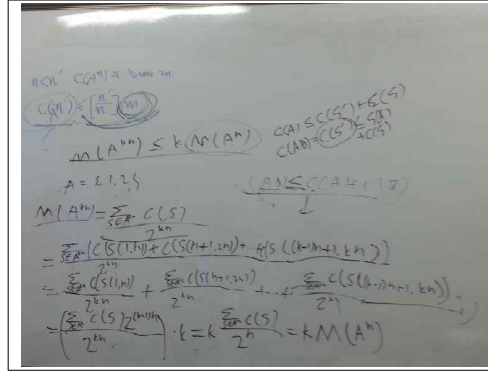 n<n' C(A^n)
C(A^n') ≤ [n'/n] m
M(A^{kn}) ≤ k M(A^n)
C(A) ≤ C(S') + C(S)
A = {1,2}
(AB) ≤ C(A)+C(B)
M(A^{kn}) = Σ_{S∈A^{kn}} C(S) / 2^{kn}
= Σ_{S∈A^{kn}} (C(S(1,n)) + C(S(n+1,2n)) + ... + C(S((k-1)n+1, kn))) / 2^{kn}
= Σ_{S∈A^{kn}} C(S(1,n)) / 2^{kn} + Σ_{S∈A^{kn}} C(S(n+1,2n)) / 2^{kn} + ... + Σ_{S∈A^{kn}} C(S((k-1)n+1, kn)) / 2^{kn}
= (Σ_{S∈A^n} C(S) 2^{(k-1)n} / 2^{kn}) · k = k Σ_{S∈A^n} C(S) / 2^n = k M(A^n)